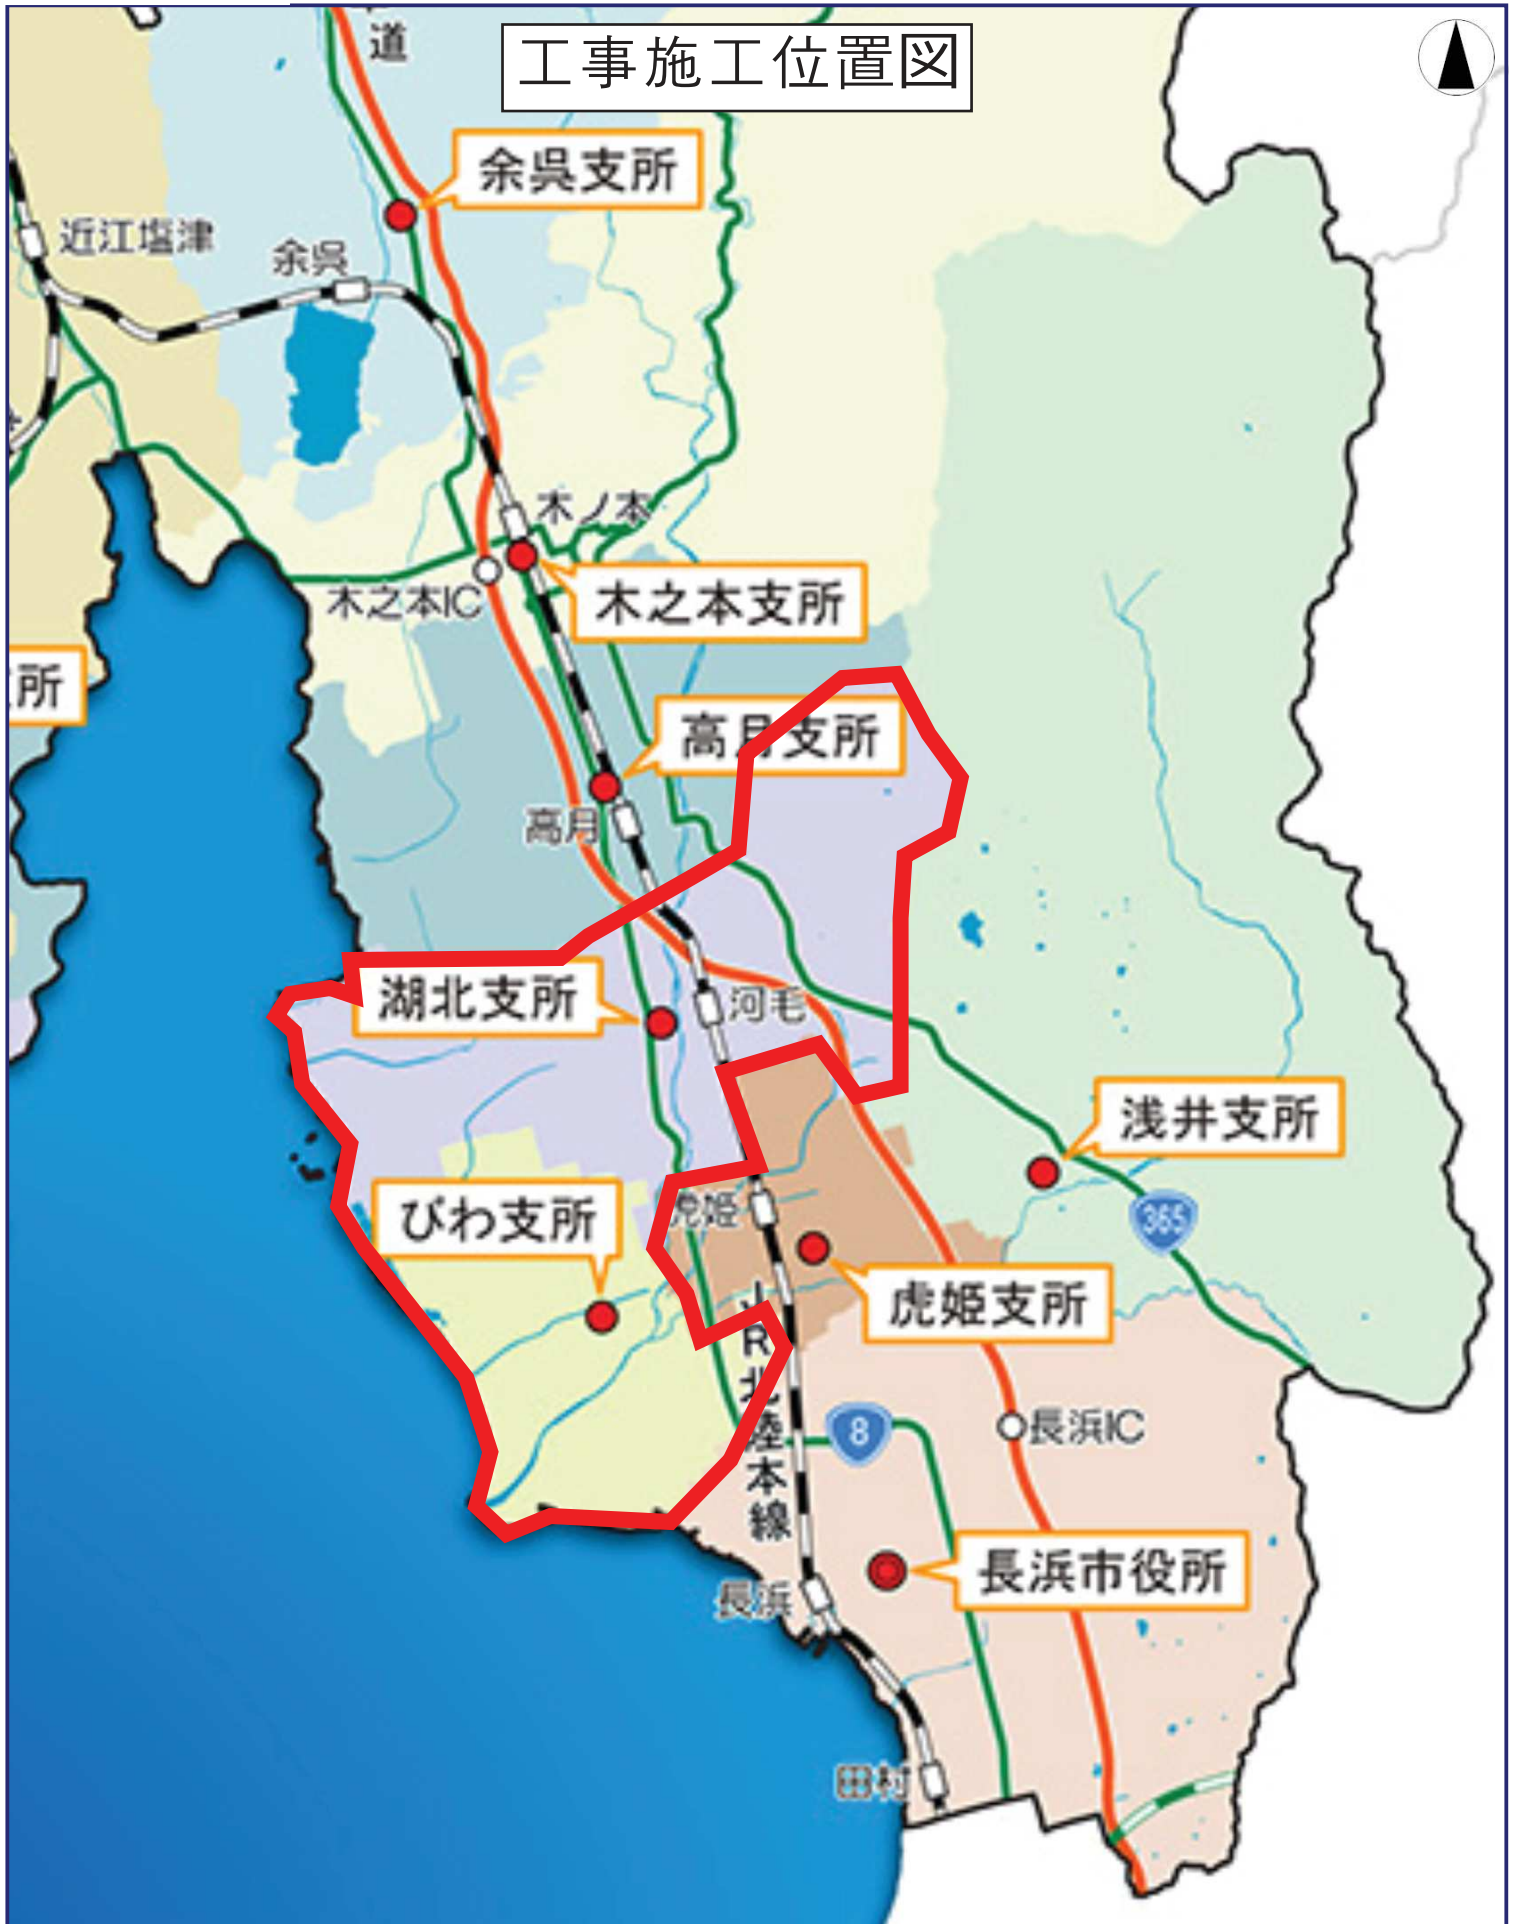 道
工事施工位置図
余呉支所
近江塩津
余呉
木ノ本
木之本IC
木之本支所
所
高月支所
高月
湖北支所
河毛
浅井支所
びわ支所
虎姫
365
虎姫支所
JR北陸本線
8
長浜IC
長浜市役所
長浜
田村